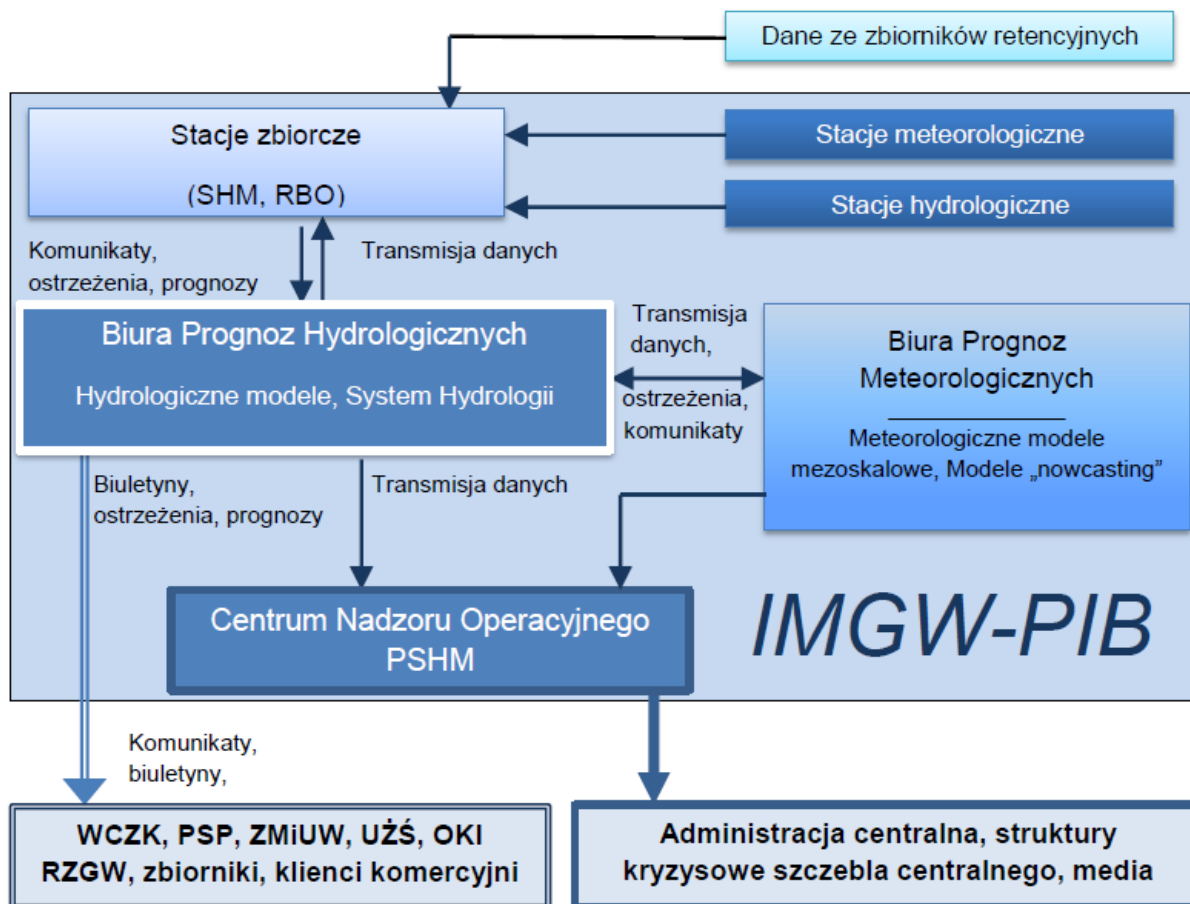 Dane ze zbiorników retencyjnych
Stacje zbiorcze
(SHM, RBO)
Stacje meteorologiczne
Stacje hydrologiczne
Komunikaty,
ostrzeżenia, prognozy
Transmisja danych
Biura Prognoz Hydrologicznych
Hydrologiczne modele, System Hydrologii
Transmisja
danych,
ostrzeżenia,
komunikaty
Biura Prognoz
Meteorologicznych
Meteorologiczne modele
mezoskalowe, Modele „nowcasting”
Biuletyny,
ostrzeżenia, prognozy
Transmisja danych
Centrum Nadzoru Operacyjnego
PSHM
IMGW-PIB
Komunikaty,
biuletyny,
WCZK, PSP, ZMiUW, UŻŚ, OKI
RZGW, zbiorniki, klienci komercyjni
Administracja centralna, struktury
kryzysowe szczebla centralnego, media